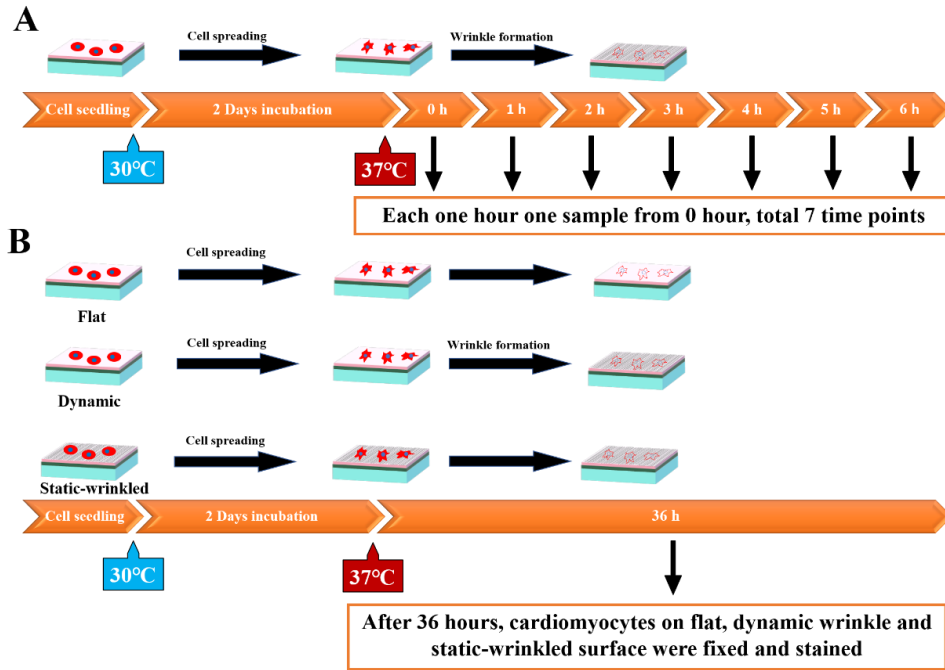 A
Cell spreading
Wrinkle formation
Cell seedling
2 Days incubation
0 h
1 h
2 h
3 h
4 h
5 h
6 h
30°C
37°C
Each one hour one sample from 0 hour, total 7 time points
B
Cell spreading
Flat
Cell spreading
Wrinkle formation
Dynamic
Cell spreading
Static-wrinkled
Cell seedling
2 Days incubation
36 h
30°C
37°C
After 36 hours, cardiomyocytes on flat, dynamic wrinkle and
static-wrinkled surface were fixed and stained